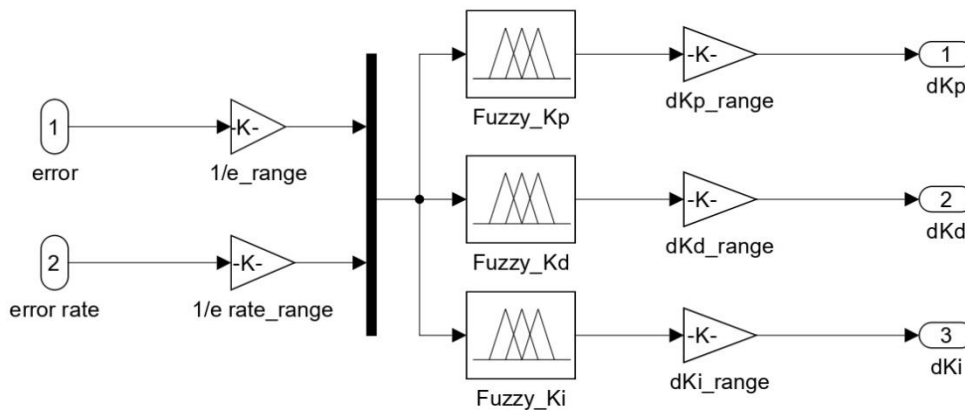 1
error
-K-
1/e_range
2
error rate
-K-
1/e rate_range
Fuzzy_Kp
-K-
dKp_range
1
dKp
Fuzzy_Kd
-K-
dKd_range
2
dKd
Fuzzy_Ki
-K-
dKi_range
3
dKi